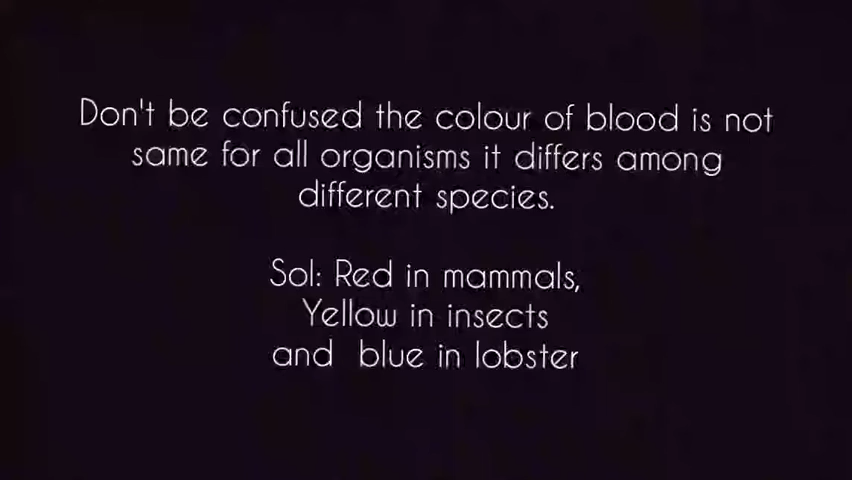 Don't be confused the colour of blood is not
same for all organisms it differs among
different species.
Sol: Red in mammals,
Yellow in insects
and blue in lobster